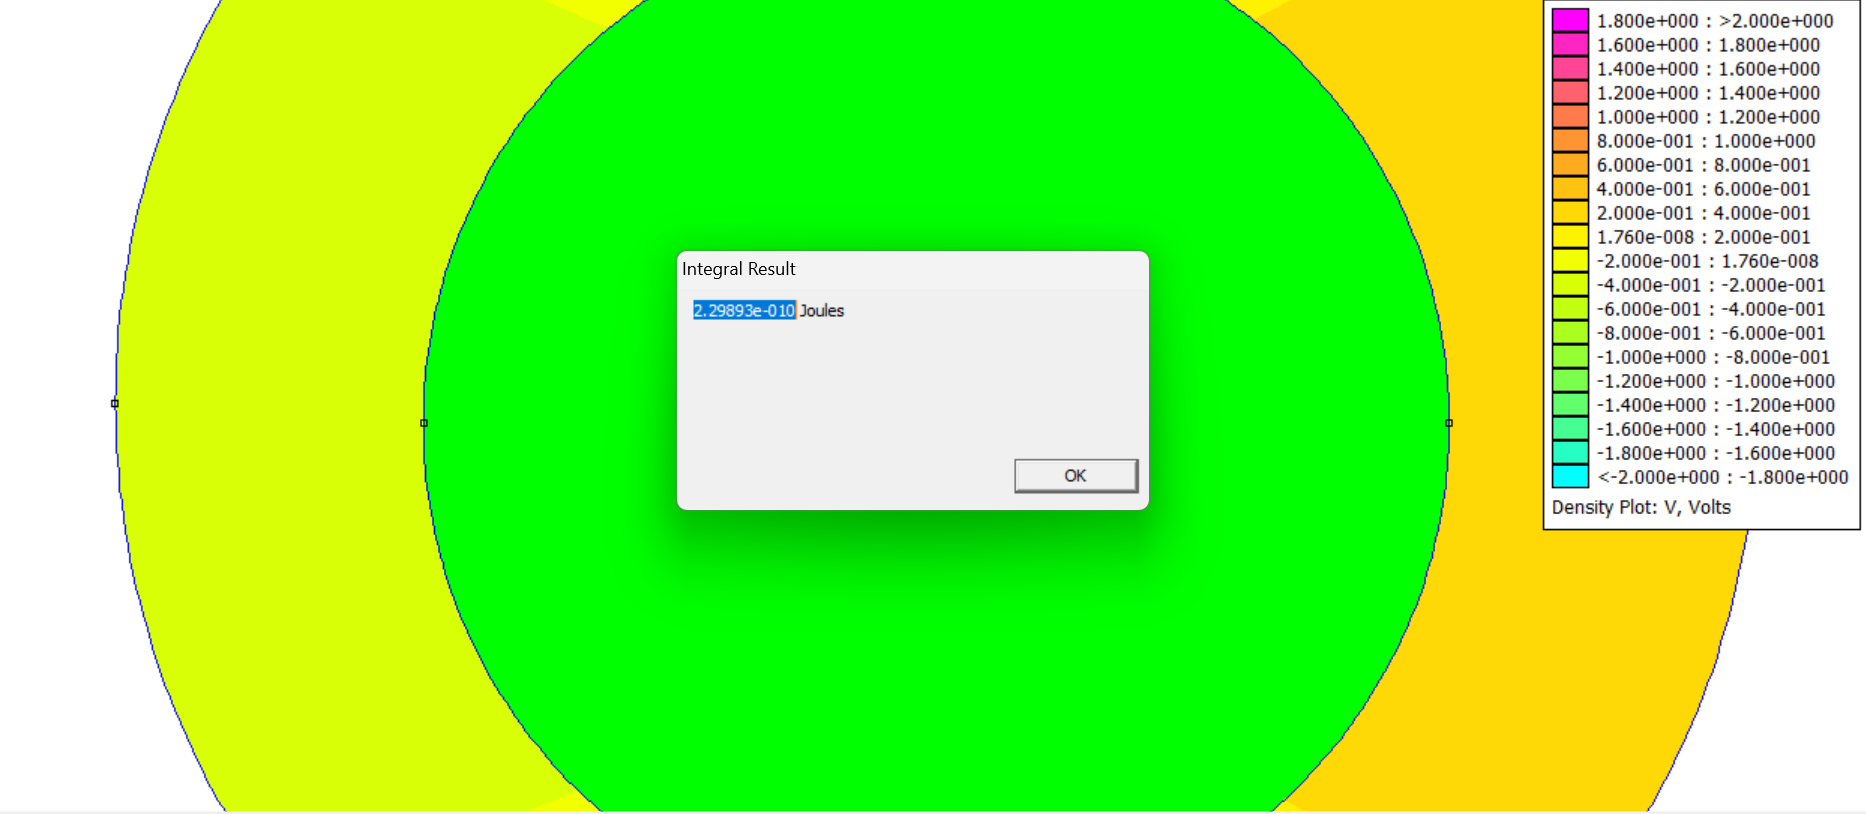 1.800e+000 : >2.000e+000
1.600e+000 : 1.800e+000
1.400e+000 : 1.600e+000
1.200e+000 : 1.400e+000
1.000e+000 : 1.200e+000
8.000e-001 : 1.000e+000
6.000e-001 : 8.000e-001
4.000e-001 : 6.000e-001
2.000e-001 : 4.000e-001
1.760e-008 : 2.000e-001
-2.000e-001 : 1.760e-008
-4.000e-001 : -2.000e-001
-6.000e-001 : -4.000e-001
-8.000e-001 : -6.000e-001
-1.000e+000 : -8.000e-001
-1.200e+000 : -1.000e+000
-1.400e+000 : -1.200e+000
-1.600e+000 : -1.400e+000
-1.800e+000 : -1.600e+000
<-2.000e+000 : -1.800e+000
Density Plot: V, Volts
Integral Result
2.29893e-010 Joules
OK